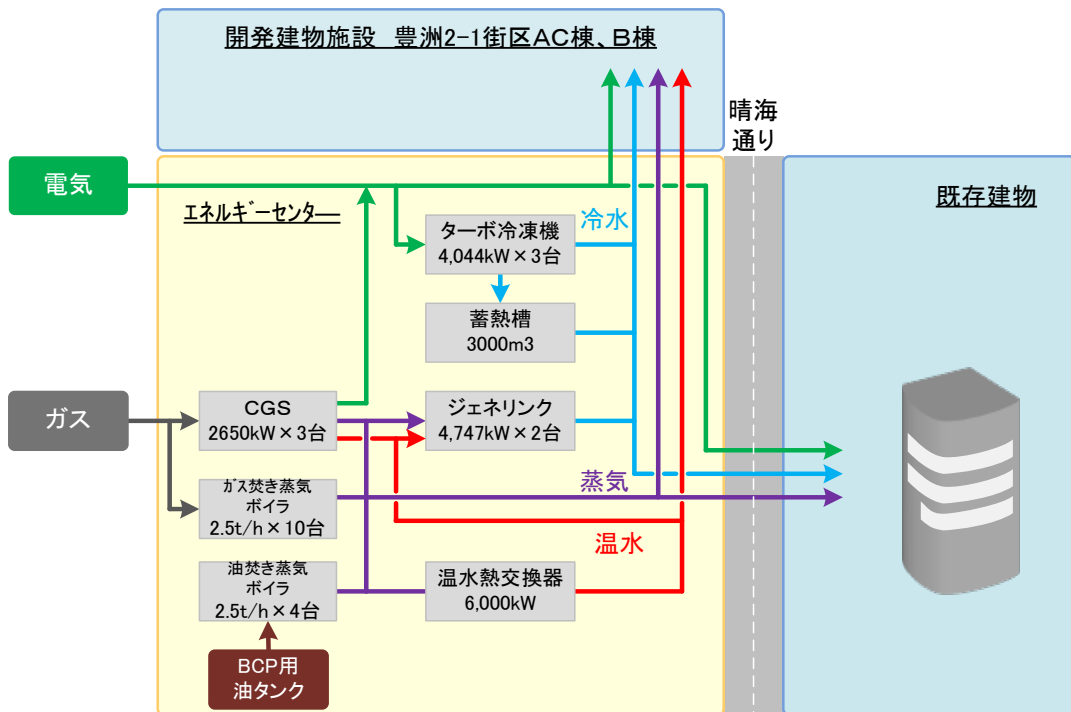 開発建物施設　豊洲2-1街区AC棟、B棟
晴海
通り
電気
エネルギーセンター
既存建物
冷水
ターボ冷凍機
4,044kW×3台
蓄熱槽
3000m3
ガス
CGS
2650kW×3台
ジェネリンク
4,747kW×2台
蒸気
ガス焚き蒸気
ボイラ
2.5t/h×10台
温水
油焚き蒸気
ボイラ
2.5t/h×4台
温水熱交換器
6,000kW
BCP用
油タンク